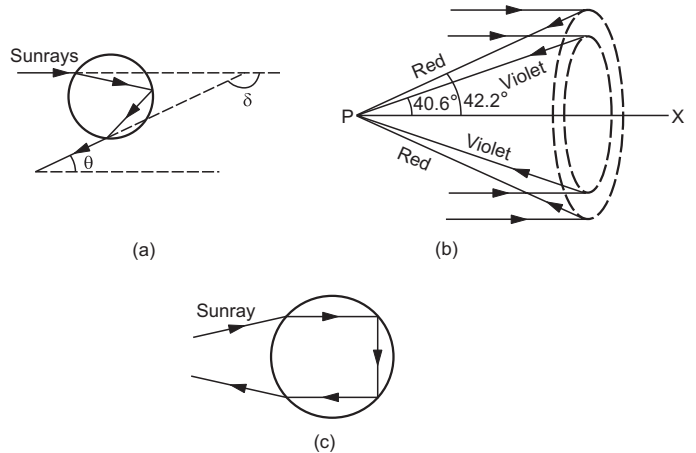 Sunrays
δ
θ
(a)
Red
Violet
P
40.6°
42.2°
X
Violet
Red
(b)
Sunray
(c)